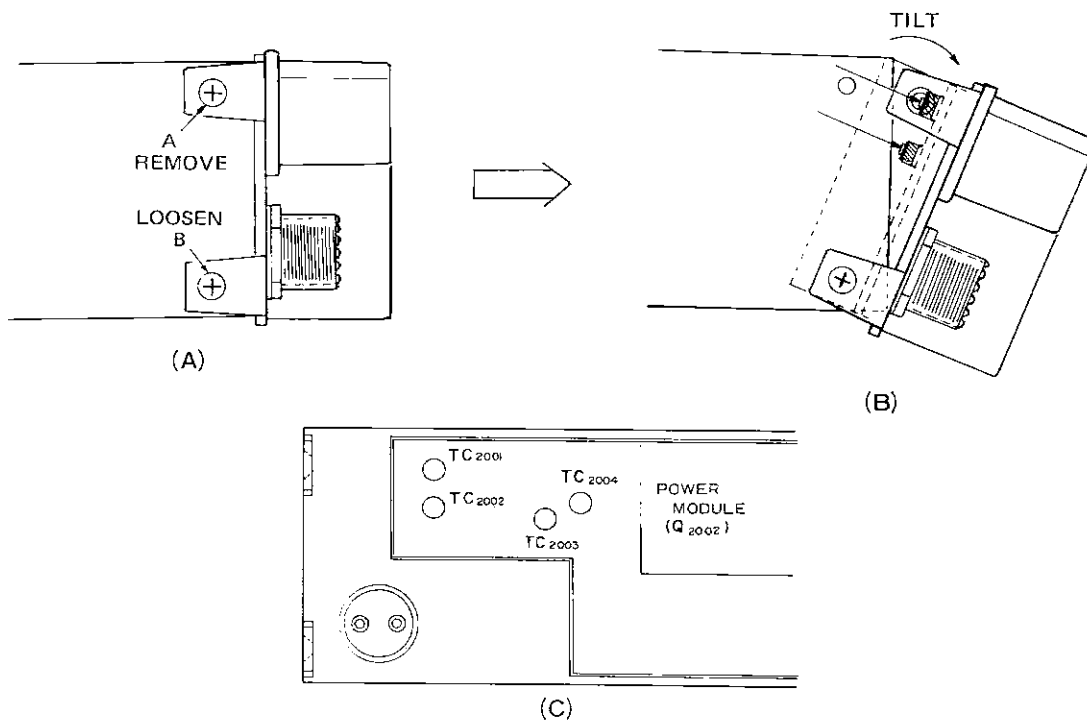 TILT
A
REMOVE
LOOSEN
B
(A)
(B)
TC2001
TC2002
TC2004
TC2003
POWER
MODULE
(Q2002)
(C)